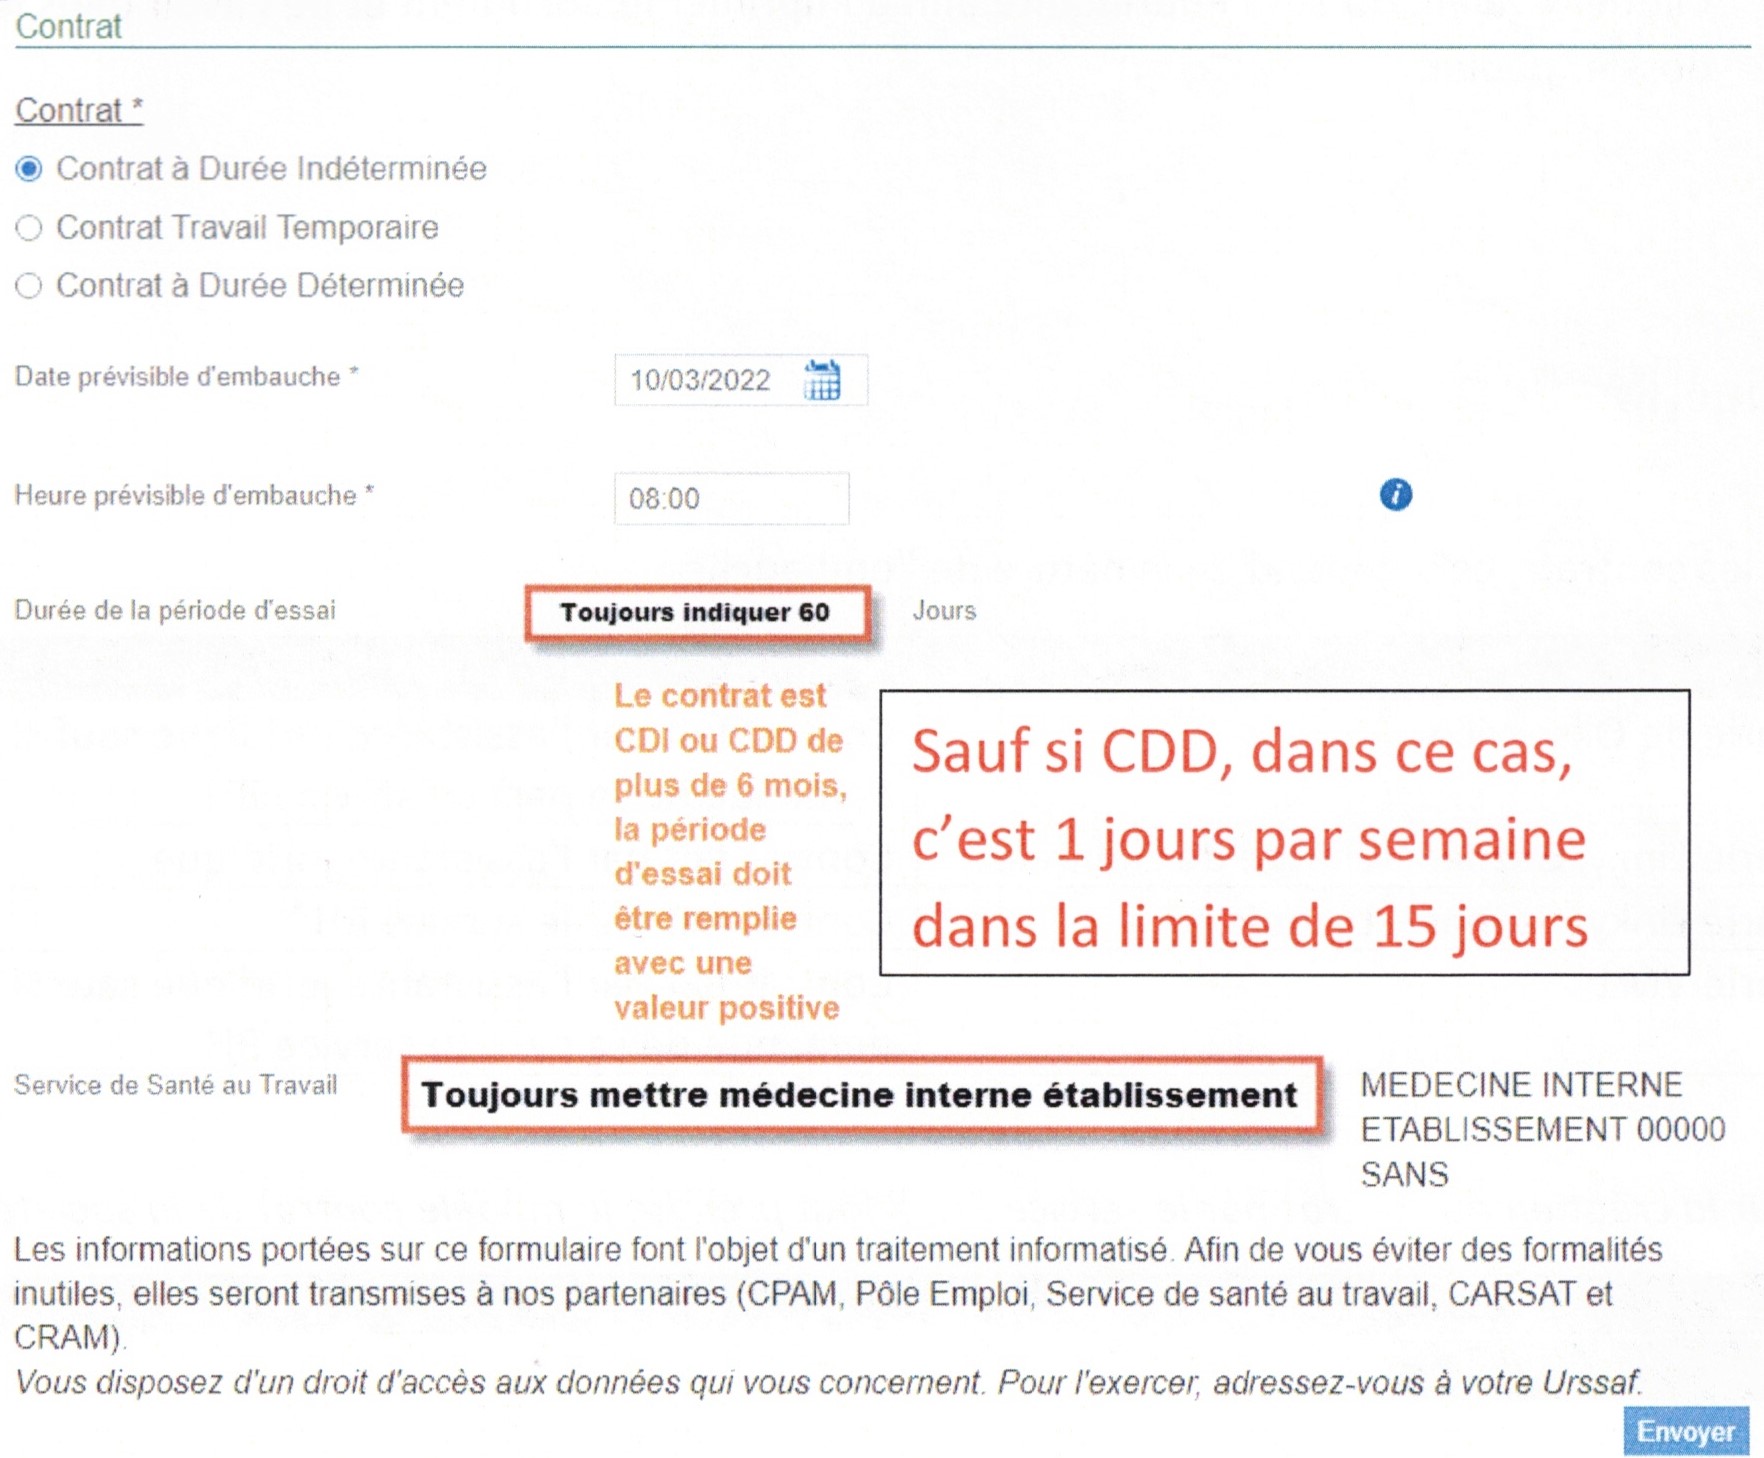 Contrat
Contrat *
Contrat à Durée Indéterminée
Contrat Travail Temporaire
Contrat à Durée Déterminée
Date prévisible d'embauche *
10/03/2022
Heure prévisible d'embauche *
08:00
i
Durée de la période d'essai
Toujours indiquer 60
Jours
Le contrat est
CDI ou CDD de
plus de 6 mois,
la période
d'essai doit
être remplie
avec une
valeur positive
Sauf si CDD, dans ce cas,
c'est 1 jours par semaine
dans la limite de 15 jours
Service de Santé au Travail
Toujours mettre médecine interne établissement
MEDECINE INTERNE
ETABLISSEMENT 00000
SANS
Les informations portées sur ce formulaire font l'objet d'un traitement informatisé. Afin de vous éviter des formalités
inutiles, elles seront transmises à nos partenaires (CPAM, Pôle Emploi, Service de santé au travail, CARSAT et
CRAM).
Vous disposez d'un droit d'accès aux données qui vous concernent. Pour l'exercer, adressez-vous à votre Urssaf.
Envoyer